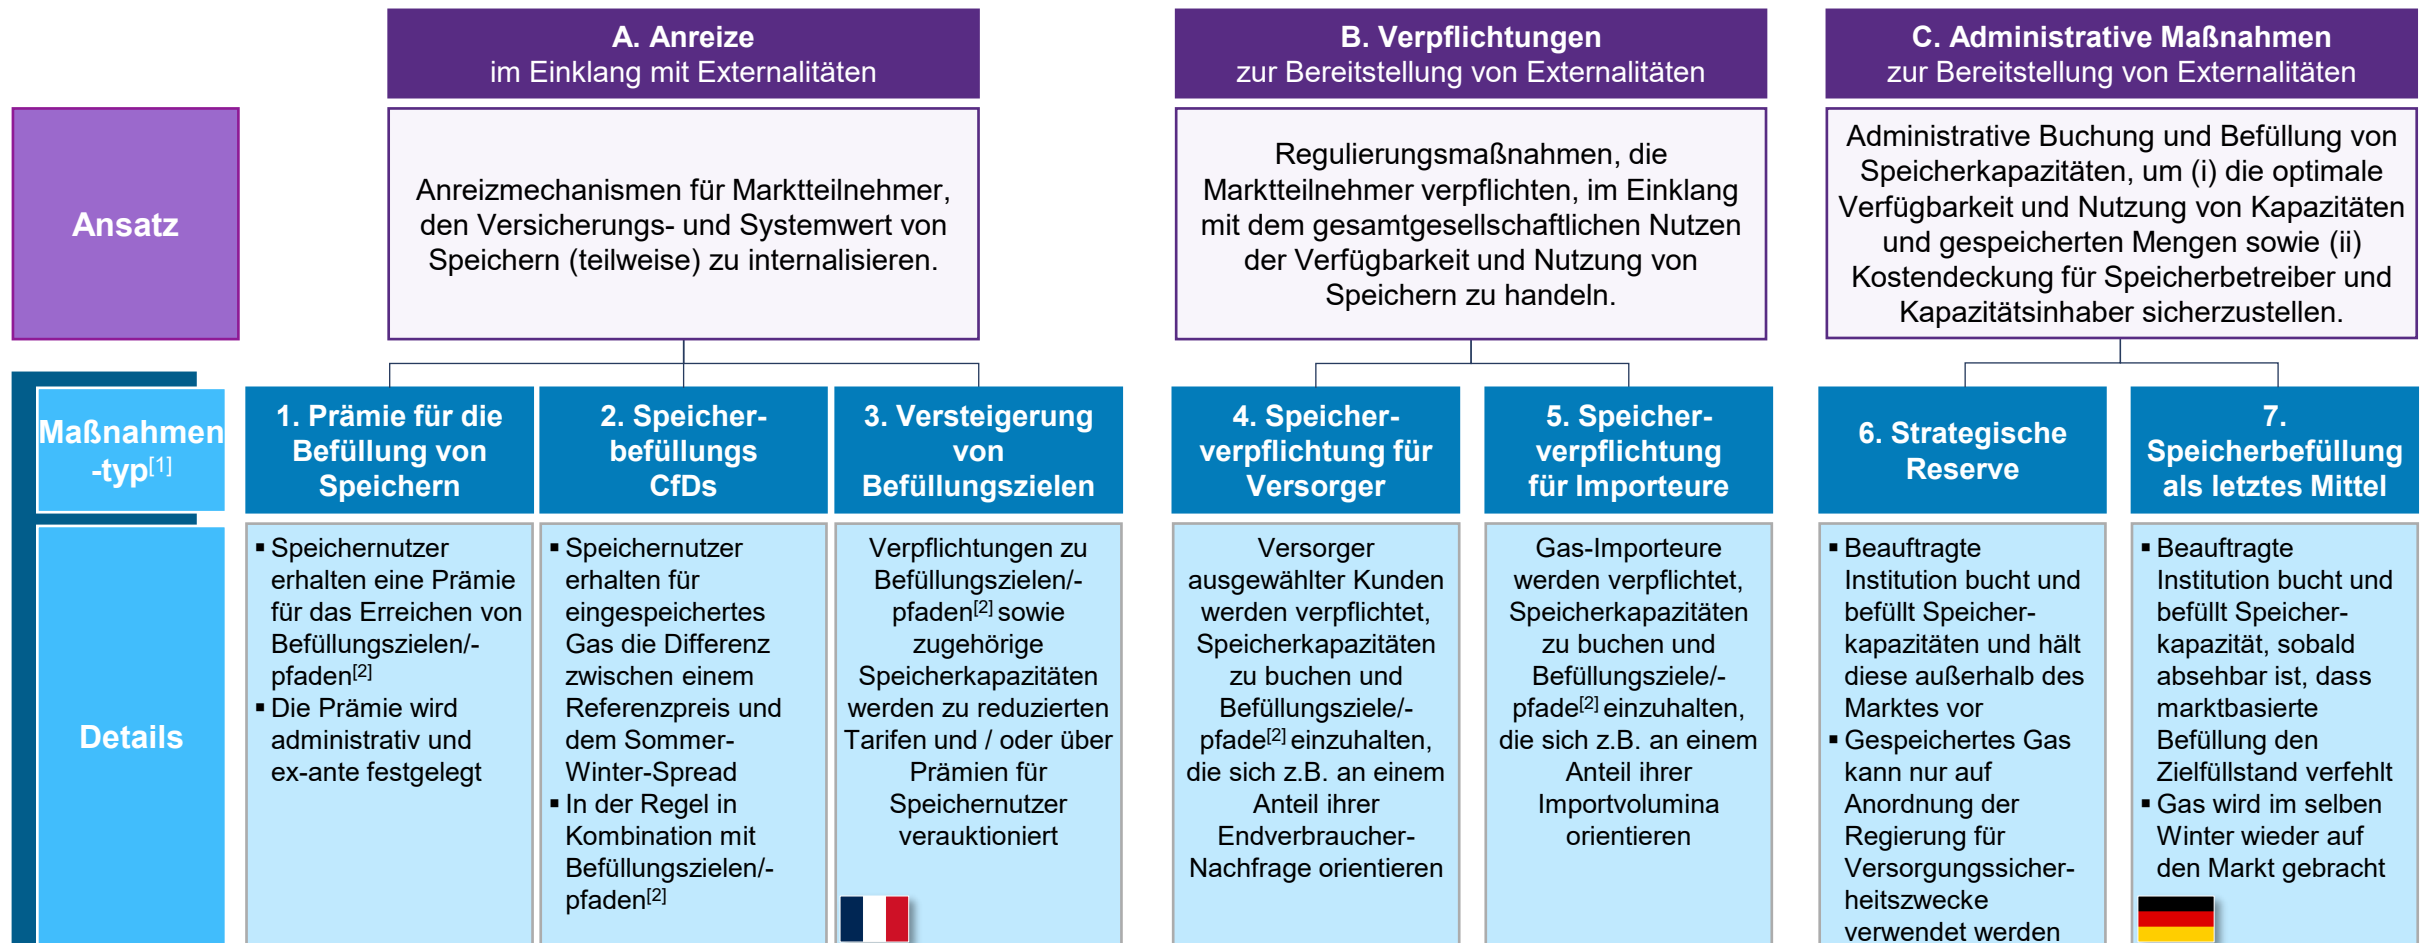 A. Anreize
im Einklang mit Externalitäten
B. Verpflichtungen
zur Bereitstellung von Externalitäten
C. Administrative Maßnahmen
zur Bereitstellung von Externalitäten
Ansatz
Anreizmechanismen für Marktteilnehmer,
den Versicherungs- und Systemwert von
Speichern (teilweise) zu internalisieren.
Regulierungsmaßnahmen, die
Marktteilnehmer verpflichten, im Einklang
mit dem gesamtgesellschaftlichen Nutzen
der Verfügbarkeit und Nutzung von
Speichern zu handeln.
Administrative Buchung und Befüllung von
Speicherkapazitäten, um (i) die optimale
Verfügbarkeit und Nutzung von Kapazitäten
und gespeicherten Mengen sowie (ii)
Kostendeckung für Speicherbetreiber und
Kapazitätsinhaber sicherzustellen.
Maßnahmen
-typ[1]
1. Prämie für die
Befüllung von
Speichern
2. Speicher-
befüllungs
CfDs
3. Versteigerung
von
Befüllungszielen
4. Speicher-
verpflichtung für
Versorger
5. Speicher-
verpflichtung
für Importeure
6. Strategische
Reserve
7.
Speicherbefüllung
als letztes Mittel
Details
▪ Speichernutzer
erhalten eine Prämie
für das Erreichen von
Befüllungszielen/-
pfaden[2]
▪ Die Prämie wird
administrativ und
ex-ante festgelegt
▪ Speichernutzer
erhalten für
eingespeichertes
Gas die Differenz
zwischen einem
Referenzpreis und
dem Sommer-
Winter-Spread
▪ In der Regel in
Kombination mit
Befüllungszielen/-
pfaden[2]
Verpflichtungen zu
Befüllungszielen/-
pfaden[2] sowie
zugehörige
Speicherkapazitäten
werden zu reduzierten
Tarifen und / oder über
Prämien für
Speichernutzer
verauktioniert
Versorger
ausgewählter Kunden
werden verpflichtet,
Speicherkapazitäten
zu buchen und
Befüllungsziele/-
pfade[2] einzuhalten,
die sich z.B. an einem
Anteil ihrer
Endverbraucher-
Nachfrage orientieren
Gas-Importeure
werden verpflichtet,
Speicherkapazitäten
zu buchen und
Befüllungsziele/-
pfade[2] einzuhalten,
die sich z.B. an einem
Anteil ihrer
Importvolumina
orientieren
▪ Beauftragte
Institution bucht und
befüllt Speicher-
kapazitäten und hält
diese außerhalb des
Marktes vor
▪ Gespeichertes Gas
kann nur auf
Anordnung der
Regierung für
Versorgungssicher-
heitszwecke
verwendet werden
▪ Beauftragte
Institution bucht und
befüllt Speicher-
kapazität, sobald
absehbar ist, dass
marktbasierte
Befüllung den
Zielfüllstand verfehlt
▪ Gas wird im selben
Winter wieder auf
den Markt gebracht